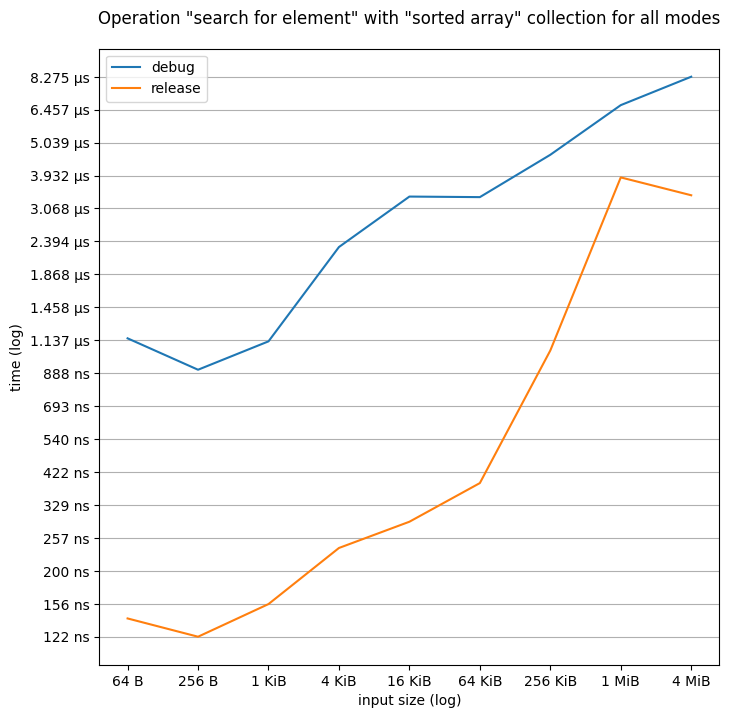 Operation "search for element" with "sorted array" collection for all modes
debug
release
8.275 µs
6.457 µs
5.039 µs
3.932 µs
3.068 µs
2.394 µs
1.868 µs
1.458 µs
1.137 µs
888 ns
693 ns
540 ns
422 ns
329 ns
257 ns
200 ns
156 ns
122 ns
time (log)
64 B
256 B
1 KiB
4 KiB
16 KiB
64 KiB
256 KiB
1 MiB
4 MiB
input size (log)